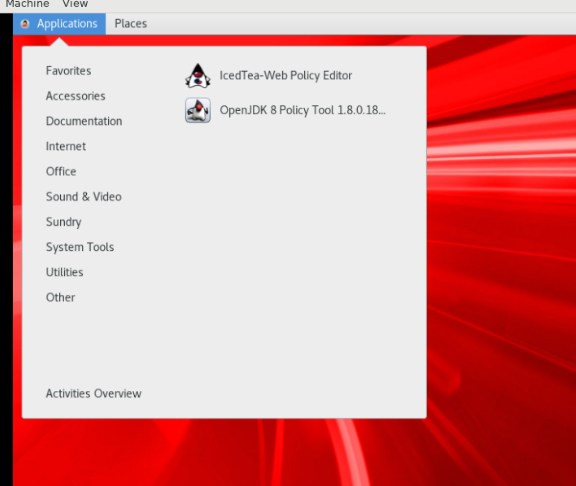 Machine View
Applications Places
Favorites
Accessories
Documentation
Internet
Office
Sound & Video
Sundry
System Tools
Utilities
Other
Activities Overview
IcedTea-Web Policy Editor
OpenJDK 8 Policy Tool 1.8.0.18...